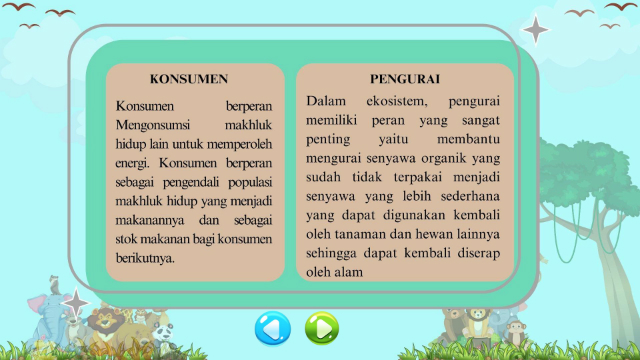 KONSUMEN
Konsumen berperan
Mengonsumsi makhluk
hidup lain untuk memperoleh
energi. Konsumen berperan
sebagai pengendali populasi
makhluk hidup yang menjadi
makanannya dan sebagai
stok makanan bagi konsumen
berikutnya.
PENGURAI
Dalam ekosistem, pengurai
memiliki peran yang sangat
penting yaitu membantu
mengurai senyawa organik yang
sudah tidak terpakai menjadi
senyawa yang lebih sederhana
yang dapat digunakan kembali
oleh tanaman dan hewan lainnya
sehingga dapat kembali diserap
oleh alam